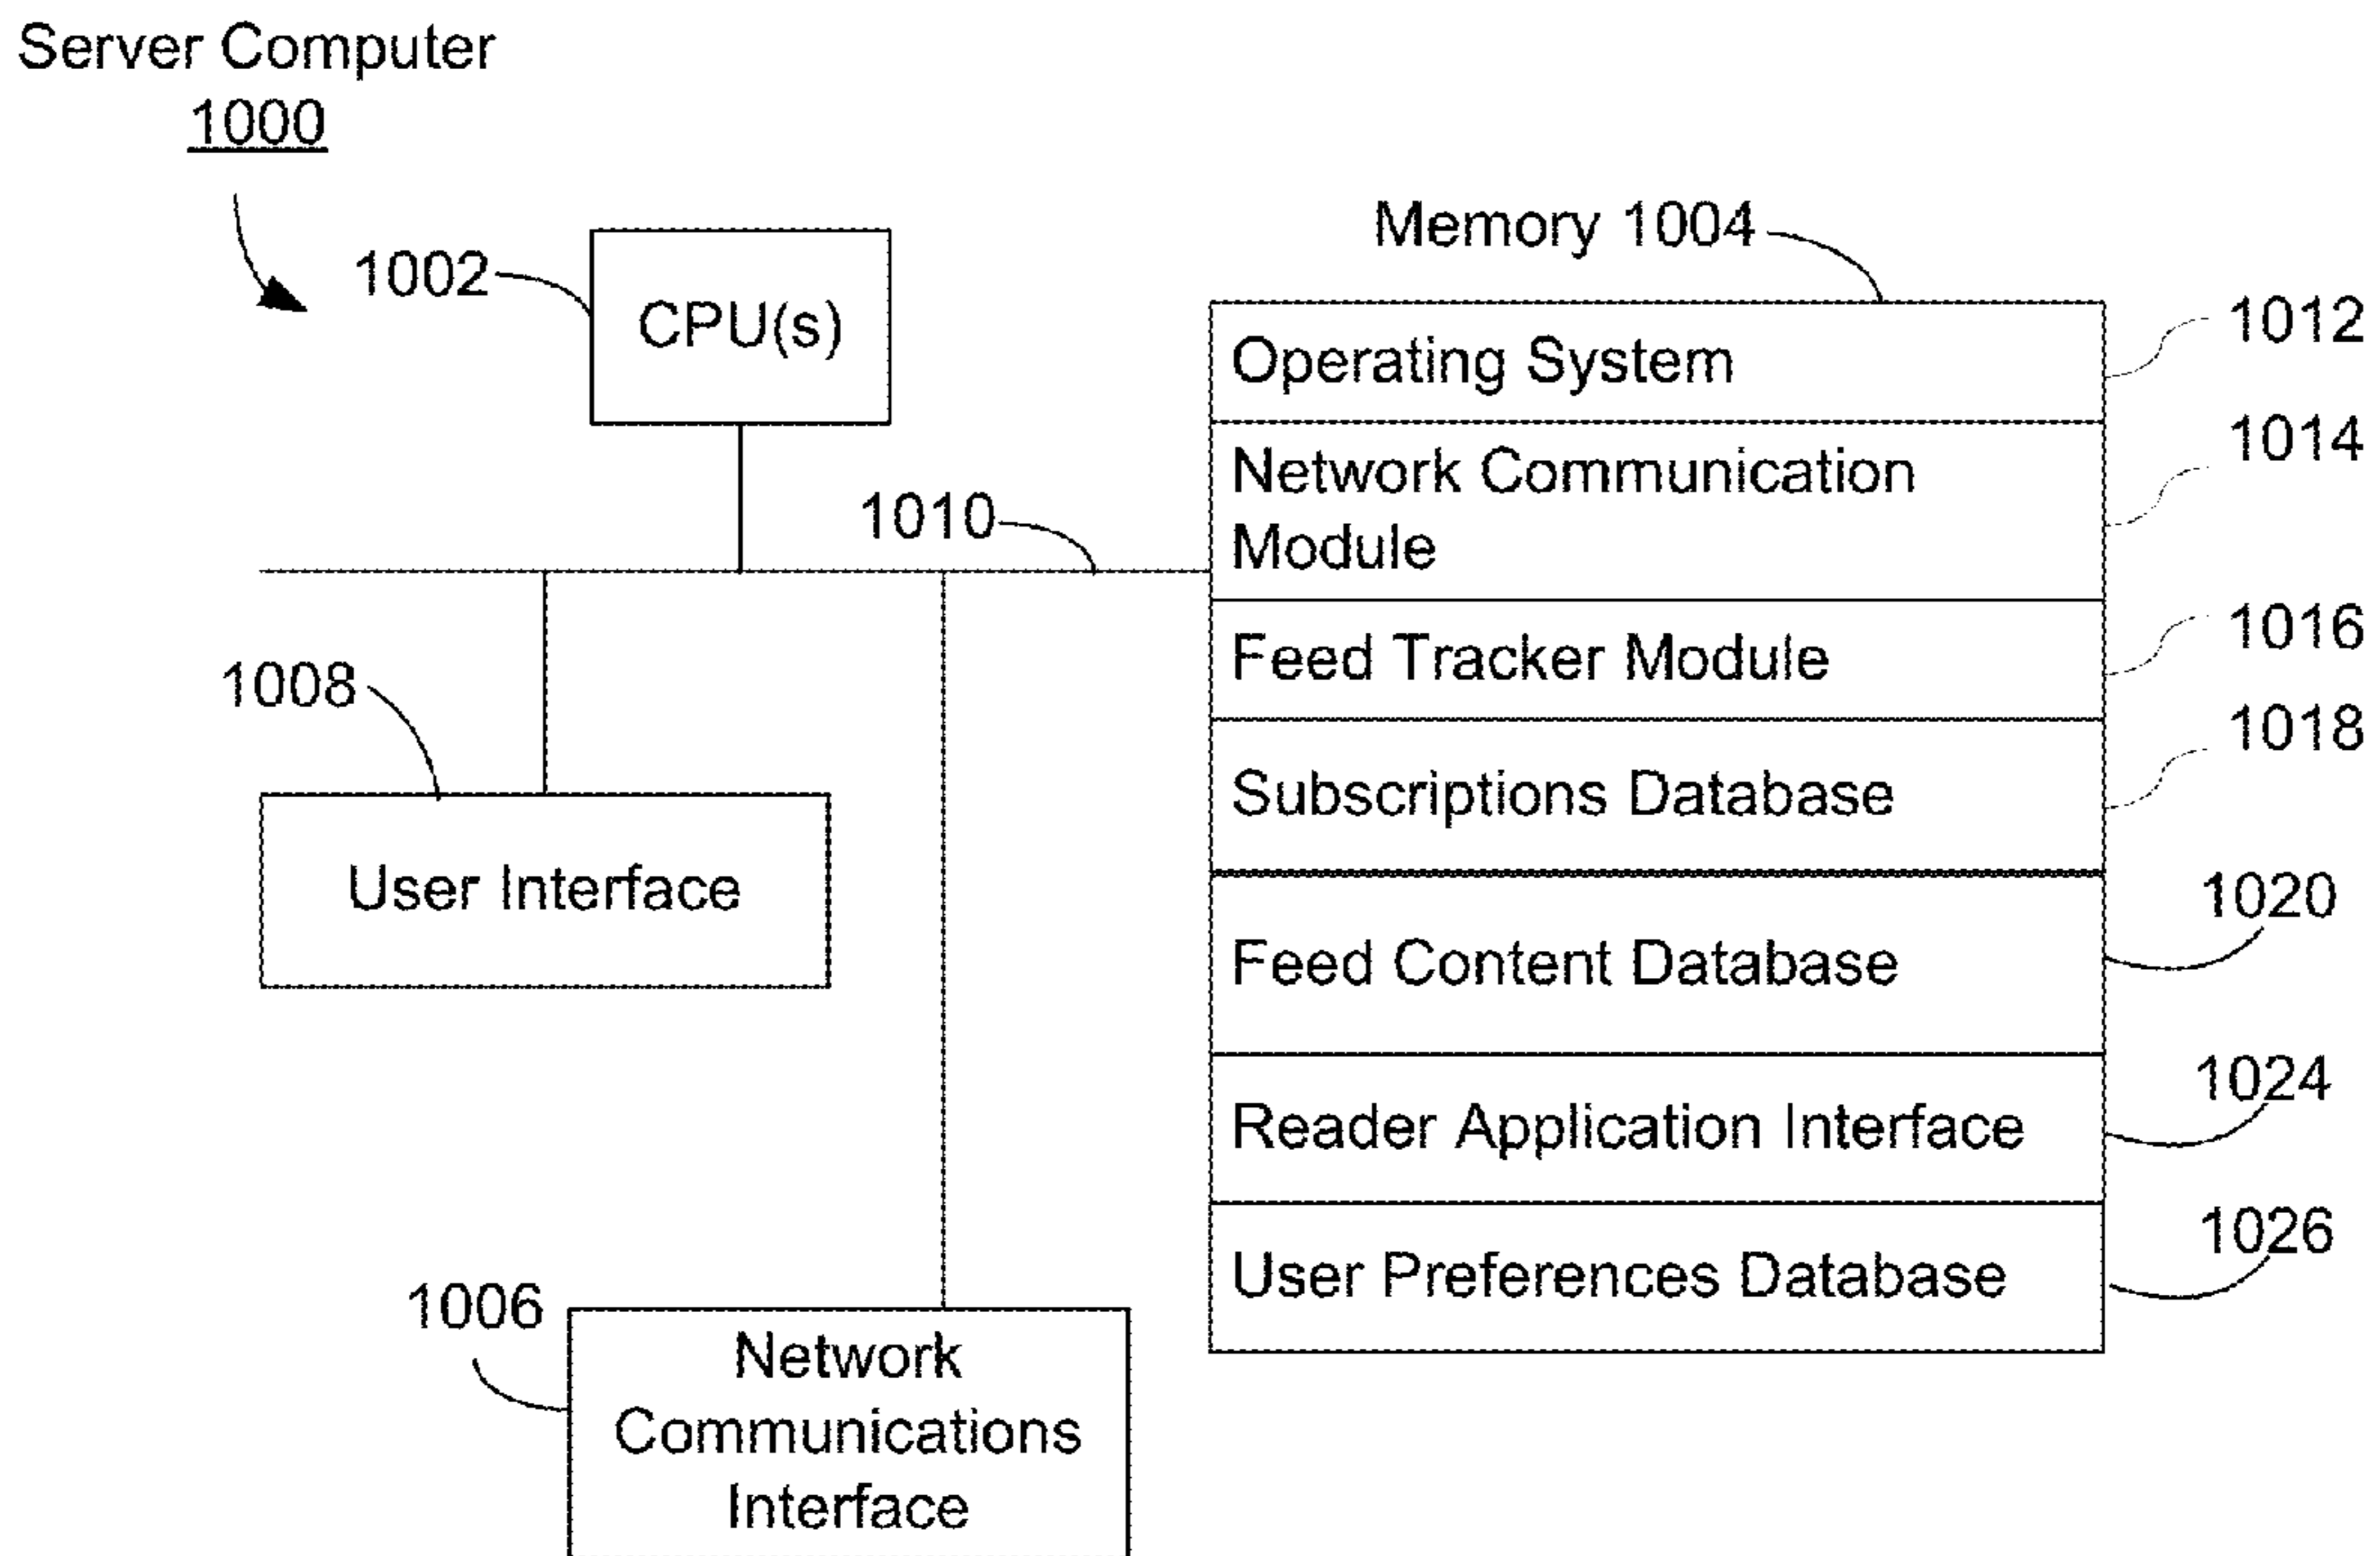 Server Computer
1000
1002
CPU(s)
Memory 1004
Operating System
1012
Network Communication
Module
1014
1010
Feed Tracker Module
1016
1008
Subscriptions Database
1018
User Interface
Feed Content Database
1020
Reader Application Interface
1024
User Preferences Database
1026
1006
Network
Communications
Interface